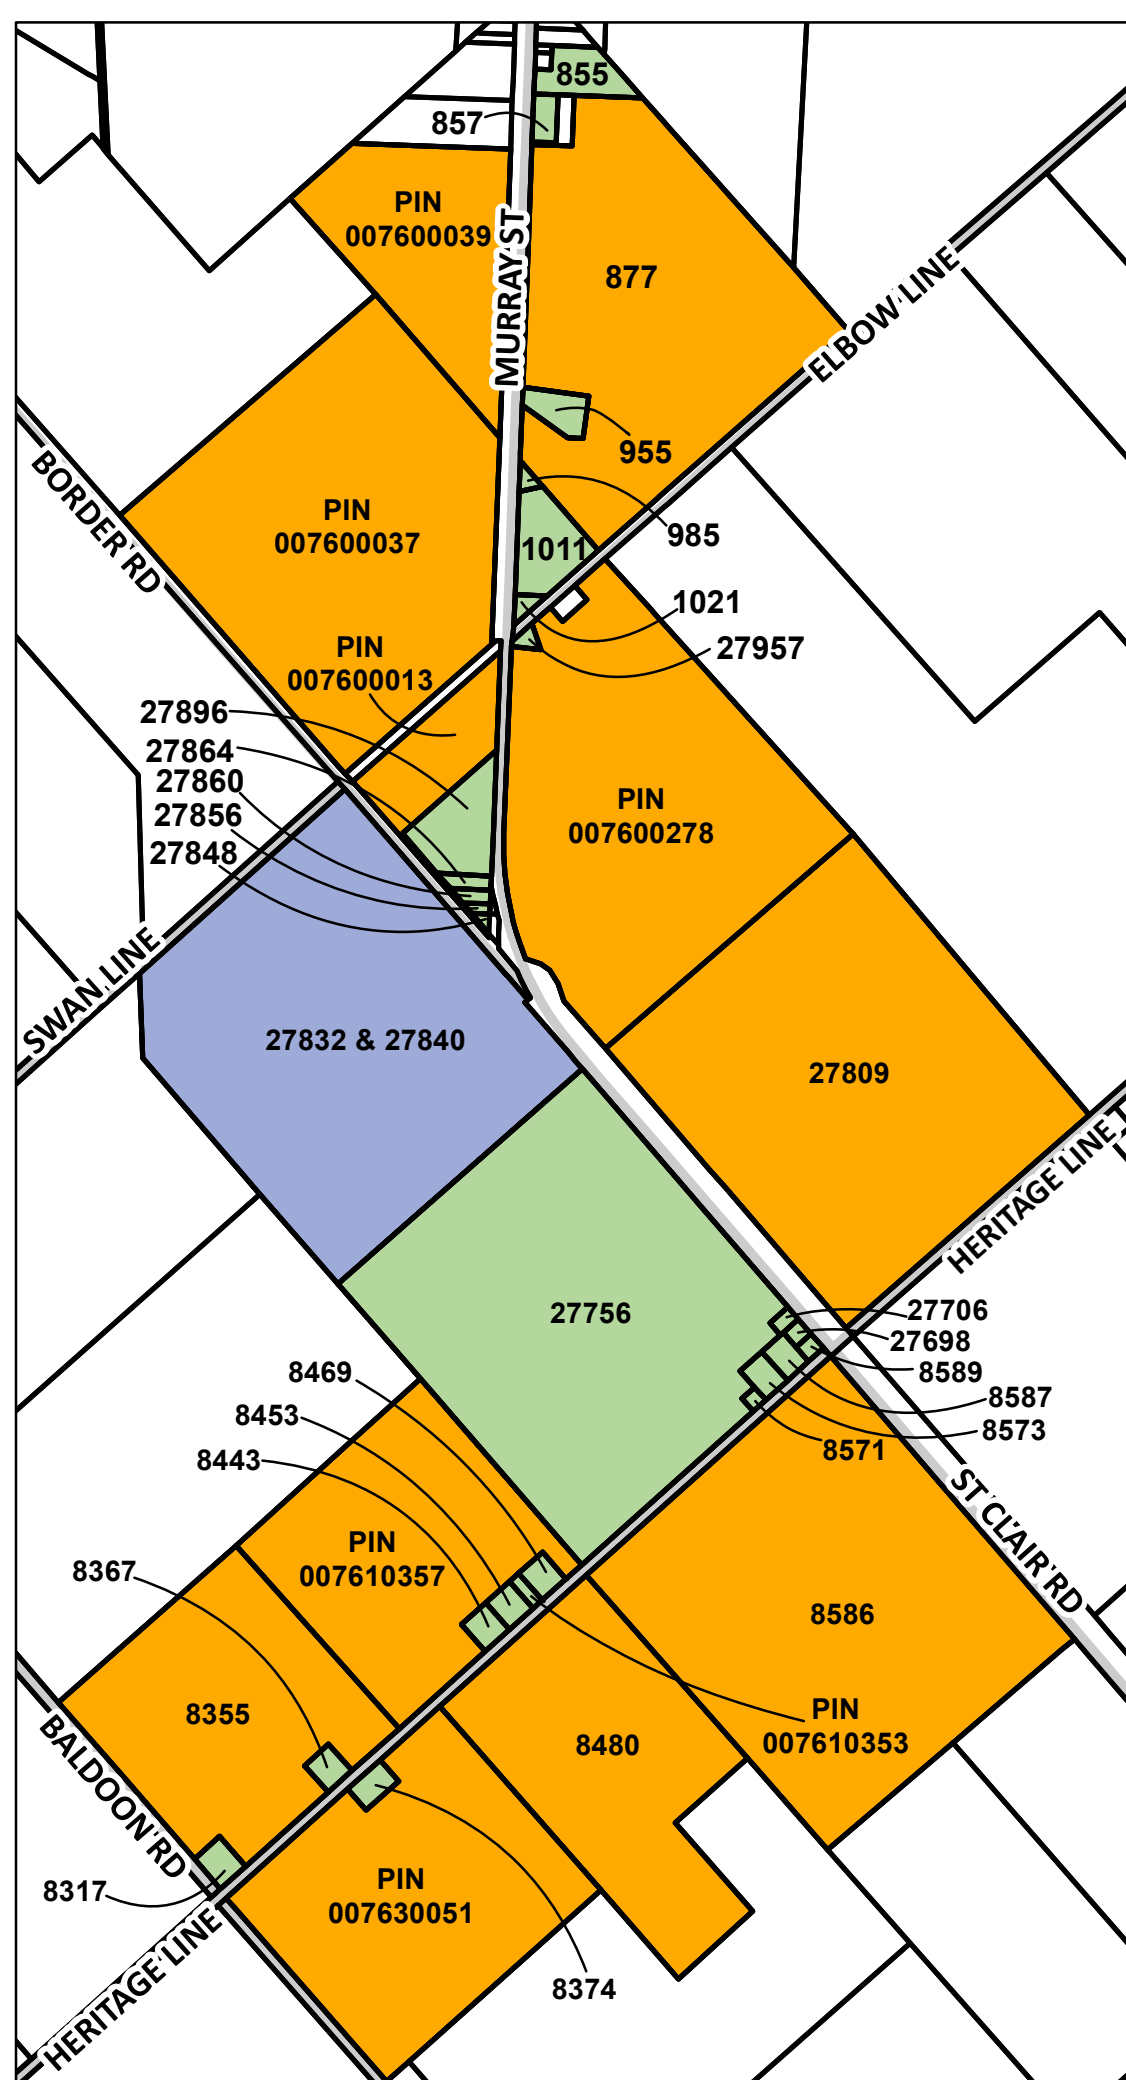 855
857
PIN
007600039
877
MURRAY ST
ELBOW LINE
955
BORDER RD
PIN
007600037
985
1011
1021
27957
PIN
007600013
27896
27864
27860
27856
27848
PIN
007600278
SWAN LINE
27832 & 27840
27809
HERITAGE LINE
27756
27706
27698
8589
8587
8573
8571
8469
8453
8443
ST CLAIR RD
PIN
007610357
8367
8586
8355
8480
PIN
007610353
BALDOON RD
8317
PIN
007630051
HERITAGE LINE
8374